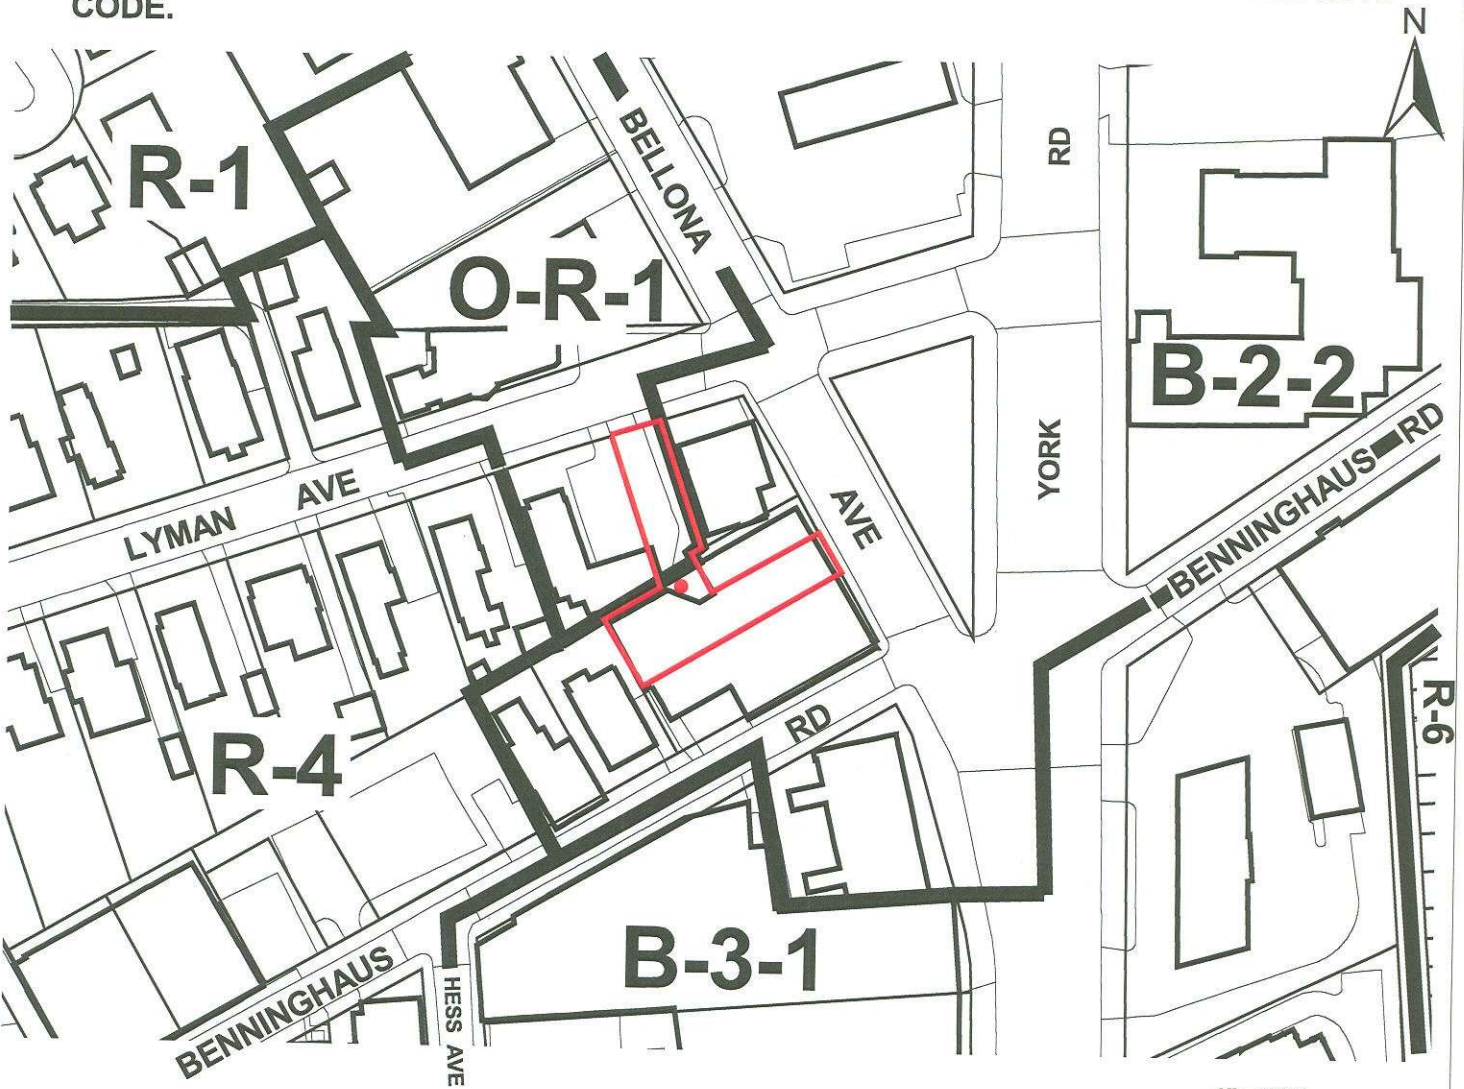 CODE.
N
R-1
BELLONA
RD
O-R-1
B-2-2
BENNINGHAUS RD
YORK
LYMAN AVE
AVE
R-6
R-4
RD
B-3-1
BENNINGHAUS
HESS AVE